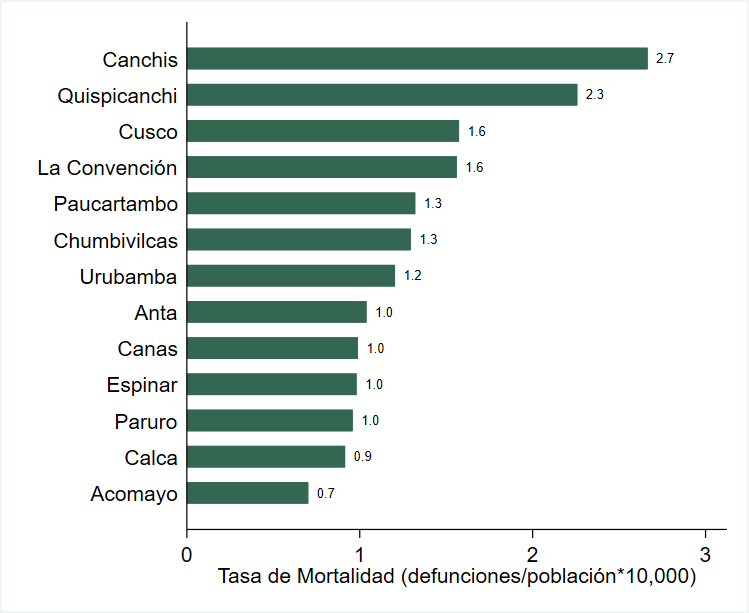 Canchis 2.7
Quispicanchi 2.3
Cusco 1.6
La Convención 1.6
Paucartambo 1.3
Chumbivilcas 1.3
Urubamba 1.2
Anta 1.0
Canas 1.0
Espinar 1.0
Paruro 1.0
Calca 0.9
Acomayo 0.7
0 1 2 3
Tasa de Mortalidad (defunciones/población*10,000)